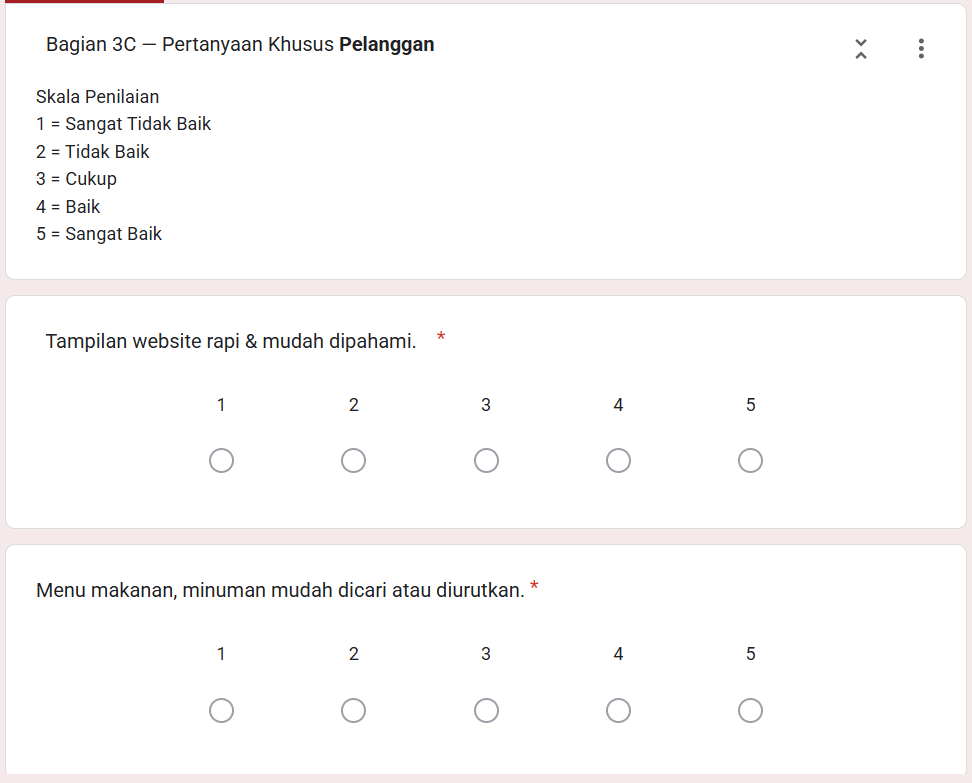 Bagian 3C — Pertanyaan Khusus Pelanggan
Skala Penilaian
1 = Sangat Tidak Baik
2 = Tidak Baik
3 = Cukup
4 = Baik
5 = Sangat Baik
Tampilan website rapi & mudah dipahami. *
1 2 3 4 5
Menu makanan, minuman mudah dicari atau diurutkan. *
1 2 3 4 5